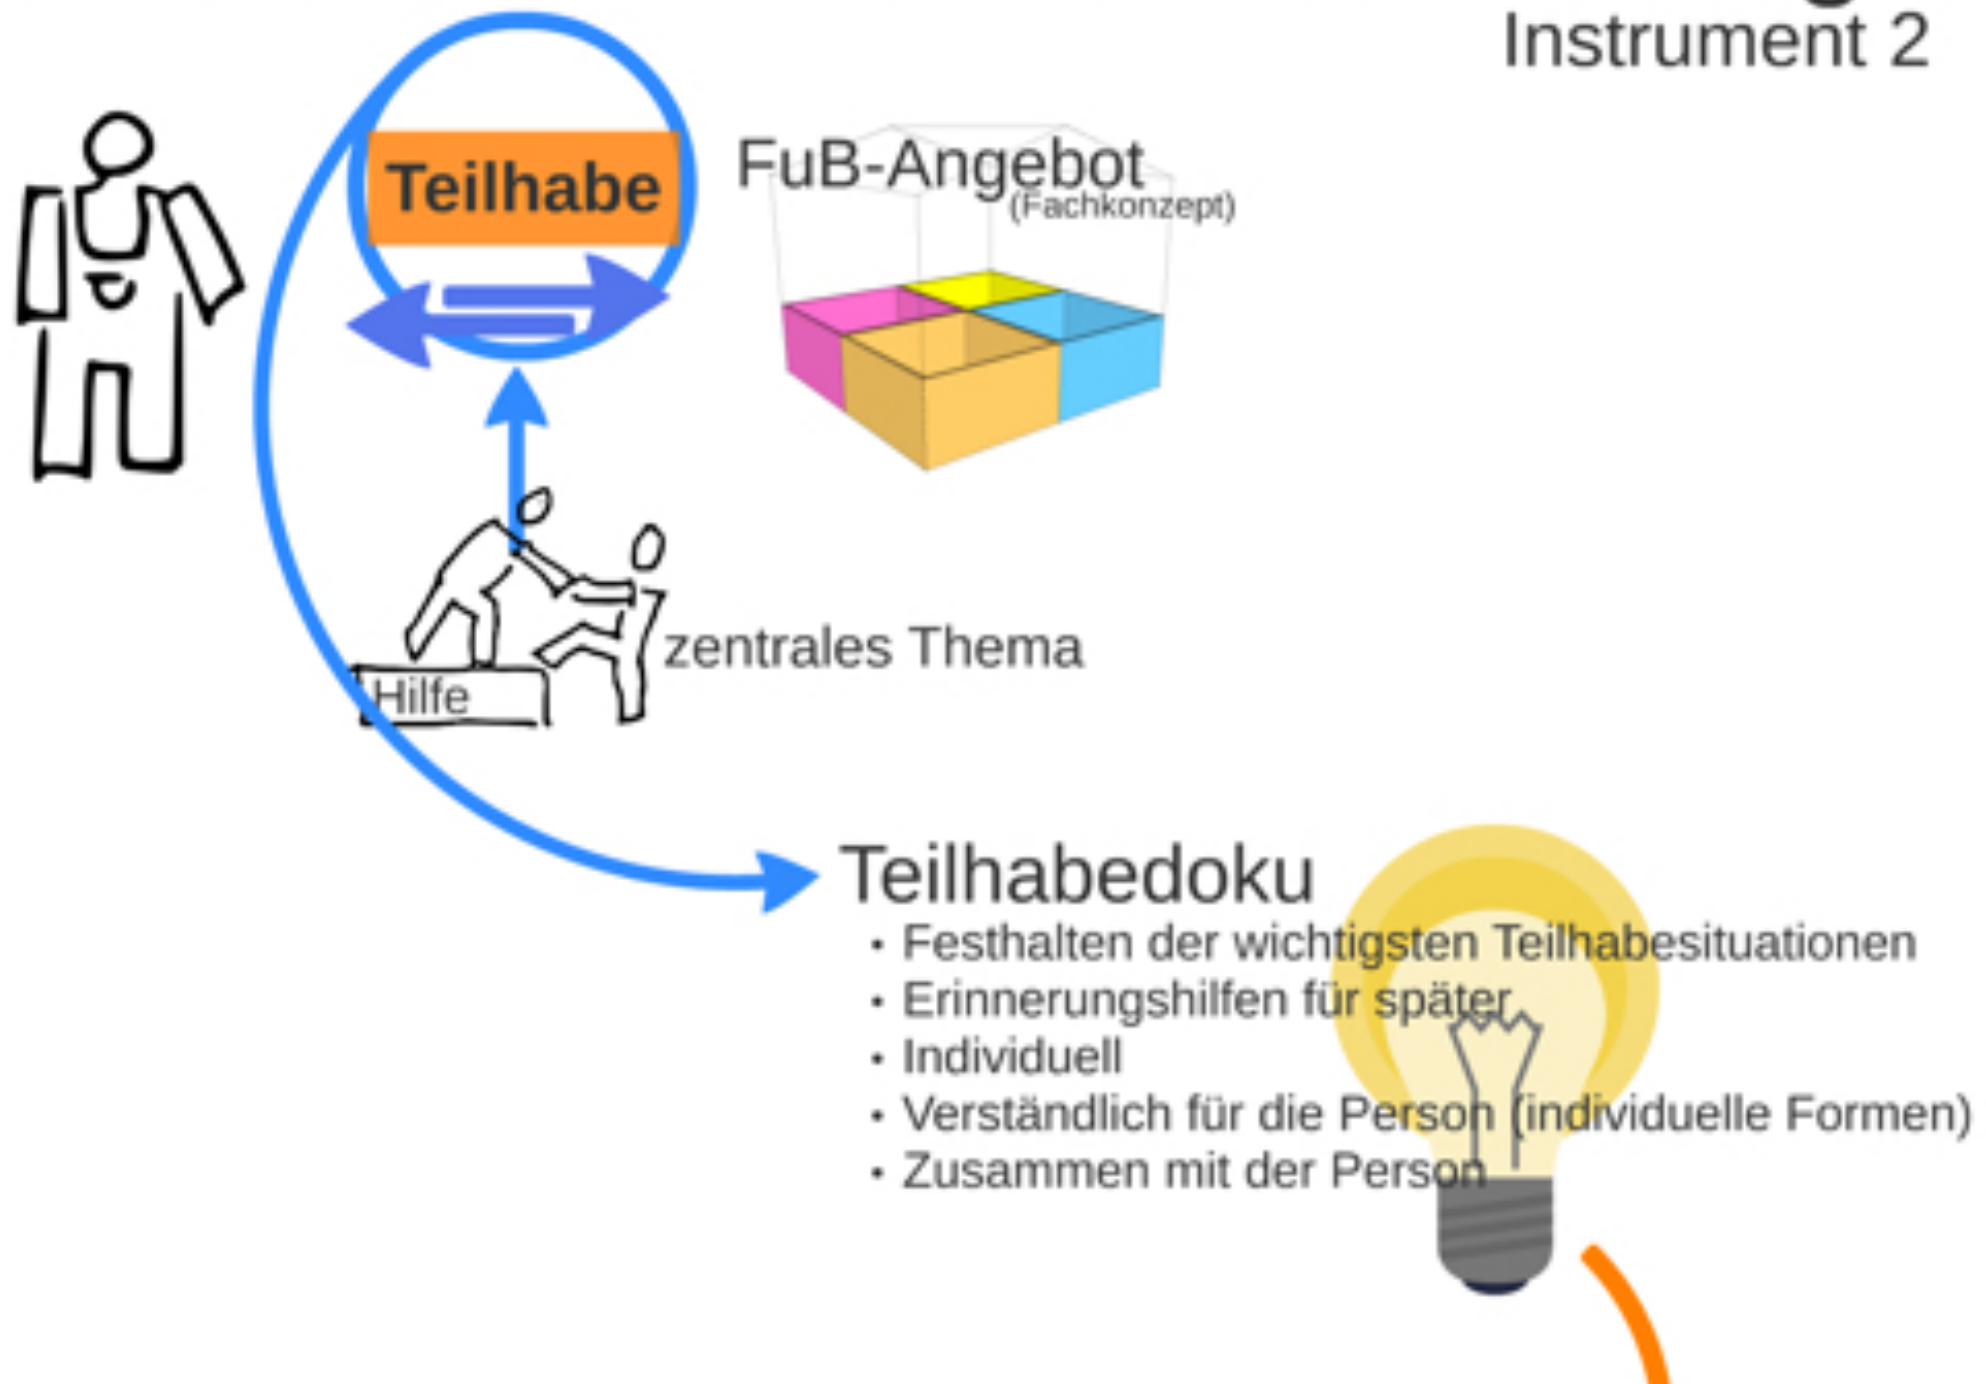 Instrument 2
Teilhabe
FuB-Angebot
(Fachkonzept)
zentrales Thema
Hilfe
Teilhabedoku
• Festhalten der wichtigsten Teilhabesituationen
• Erinnerungshilfen für später
• Individuell
• Verständlich für die Person (individuelle Formen)
• Zusammen mit der Person